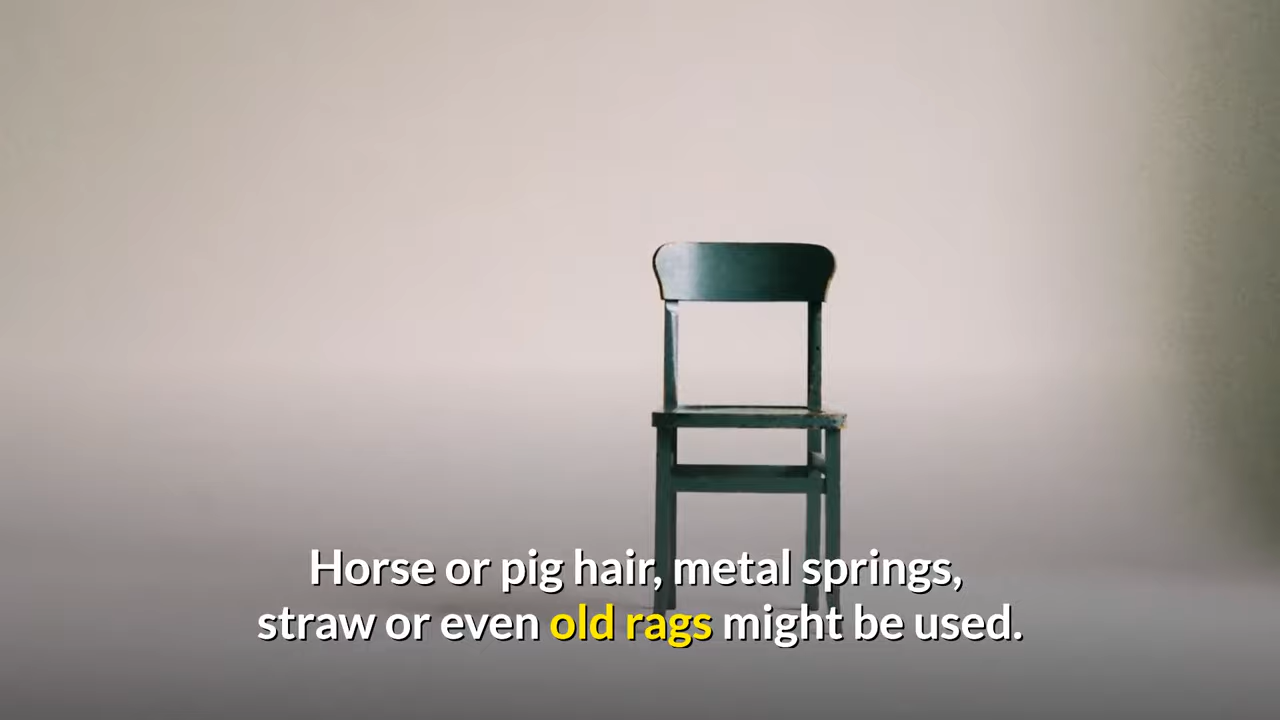 Horse or pig hair, metal springs,
straw or even old rags might be used.